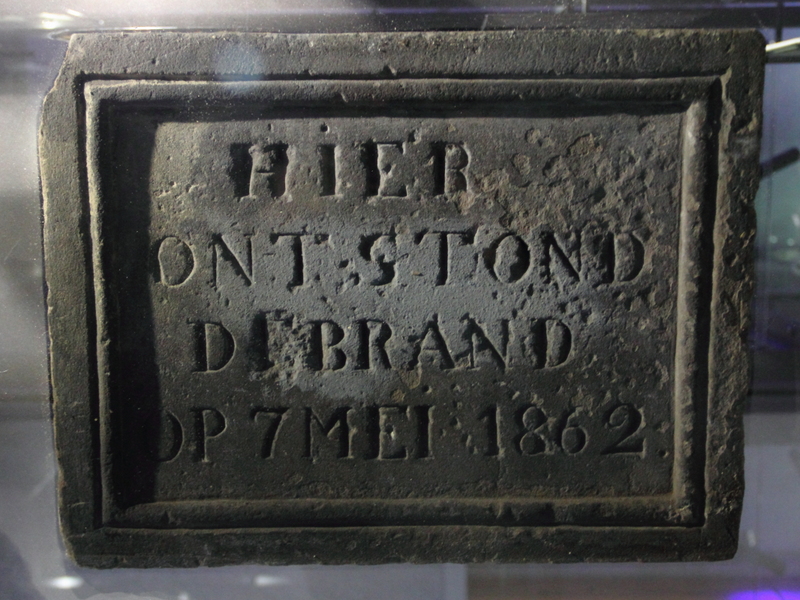 HIER
ONTSTOND
DE BRAND
OP 7 MEI 1862.